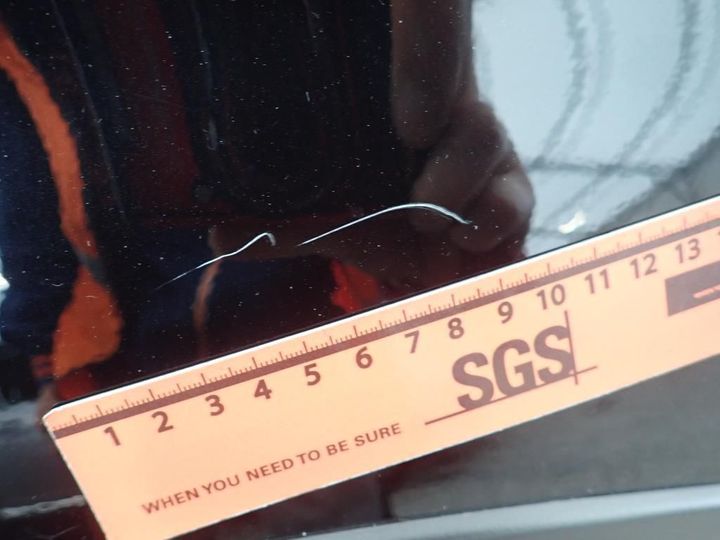 1 2 3 4 5 6 7 8 9 10 11 12 13
SGS
WHEN YOU NEED TO BE SURE